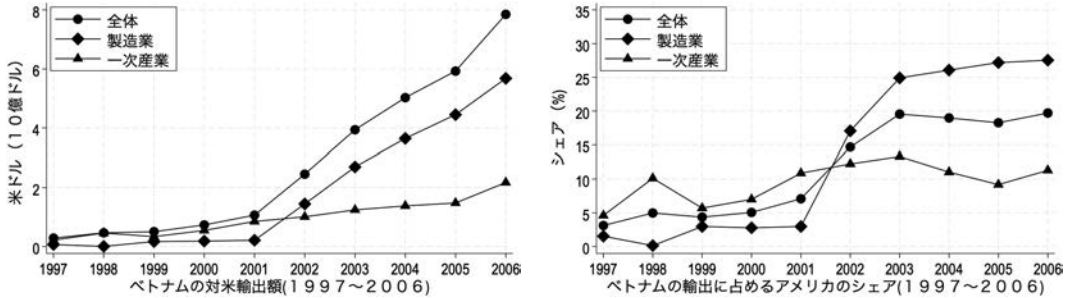 米ドル（１０億ドル）
8
6
4
2
0
全体
製造業
一次産業
1997 1998 1999 2000 2001 2002 2003 2004 2005 2006
ベトナムの対米輸出額(１９９７〜２００６)
シェア（%）
35
30
25
20
15
10
5
0
全体
製造業
一次産業
1997 1998 1999 2000 2001 2002 2003 2004 2005 2006
ベトナムの輸出に占めるアメリカのシェア(１９９７〜２００６)